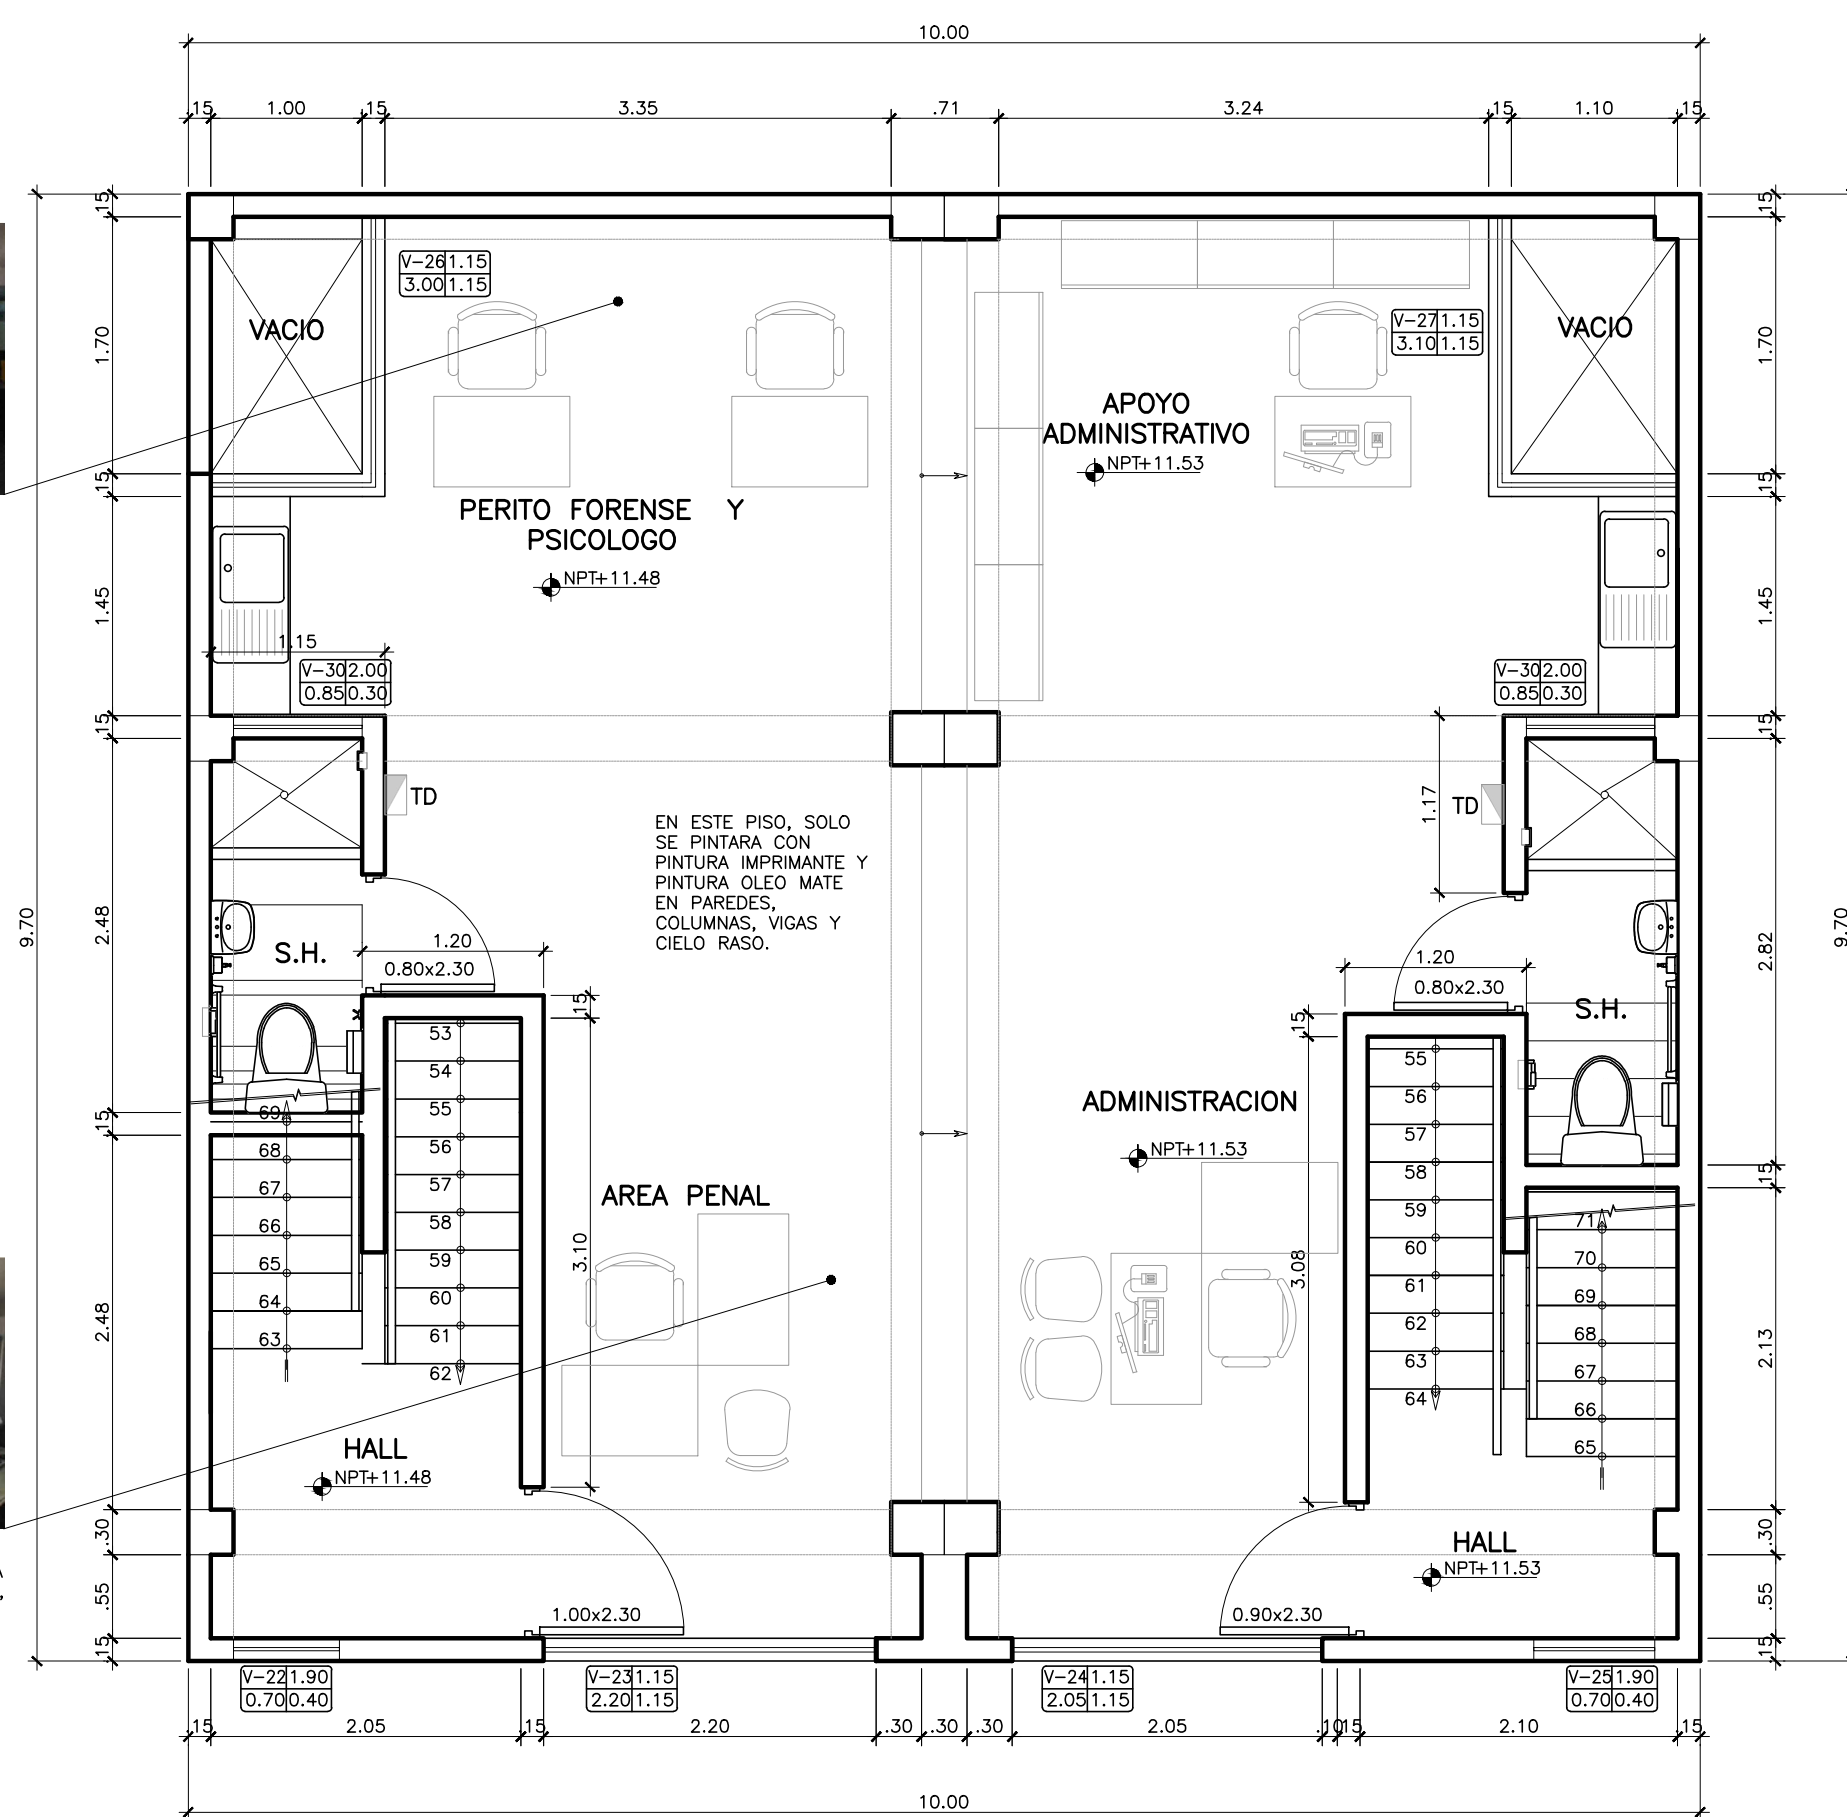 10.00
.15
1.00
.15
3.35
.71
3.24
.15
1.10
.15
.15
1.70
.15
1.45
.15
2.48
.15
2.48
.30
.55
.15
9.70
V-26 1.15
3.00 1.15
VACIO
V-27 1.15
3.10 1.15
VACIO
APOYO
ADMINISTRATIVO
NPT+11.53
PERITO FORENSE Y
PSICOLOGO
NPT+11.48
1.15
V-30 2.00
0.85 0.30
V-30 2.00
0.85 0.30
TD
TD
1.17
EN ESTE PISO, SOLO
SE PINTARA CON
PINTURA IMPRIMANTE Y
PINTURA OLEO MATE
EN PAREDES,
COLUMNAS, VIGAS Y
CIELO RASO.
S.H.
1.20
0.80x2.30
.15
1.20
0.80x2.30
.15
S.H.
53
54
55
56
57
58
59
60
61
62
69
68
67
66
65
64
63
3.10
AREA PENAL
ADMINISTRACION
NPT+11.53
3.08
55
56
57
58
59
60
61
62
63
64
71
70
69
68
67
66
65
HALL
NPT+11.48
HALL
NPT+11.53
1.00x2.30
0.90x2.30
.15
1.70
.15
1.45
.15
2.82
.15
2.13
.30
.55
.15
9.70
V-22 1.90
0.70 0.40
V-23 1.15
2.20 1.15
V-24 1.15
2.05 1.15
V-25 1.90
0.70 0.40
.15
2.05
.15
2.20
.30
.30
.30
2.05
.10
.15
2.10
.15
10.00